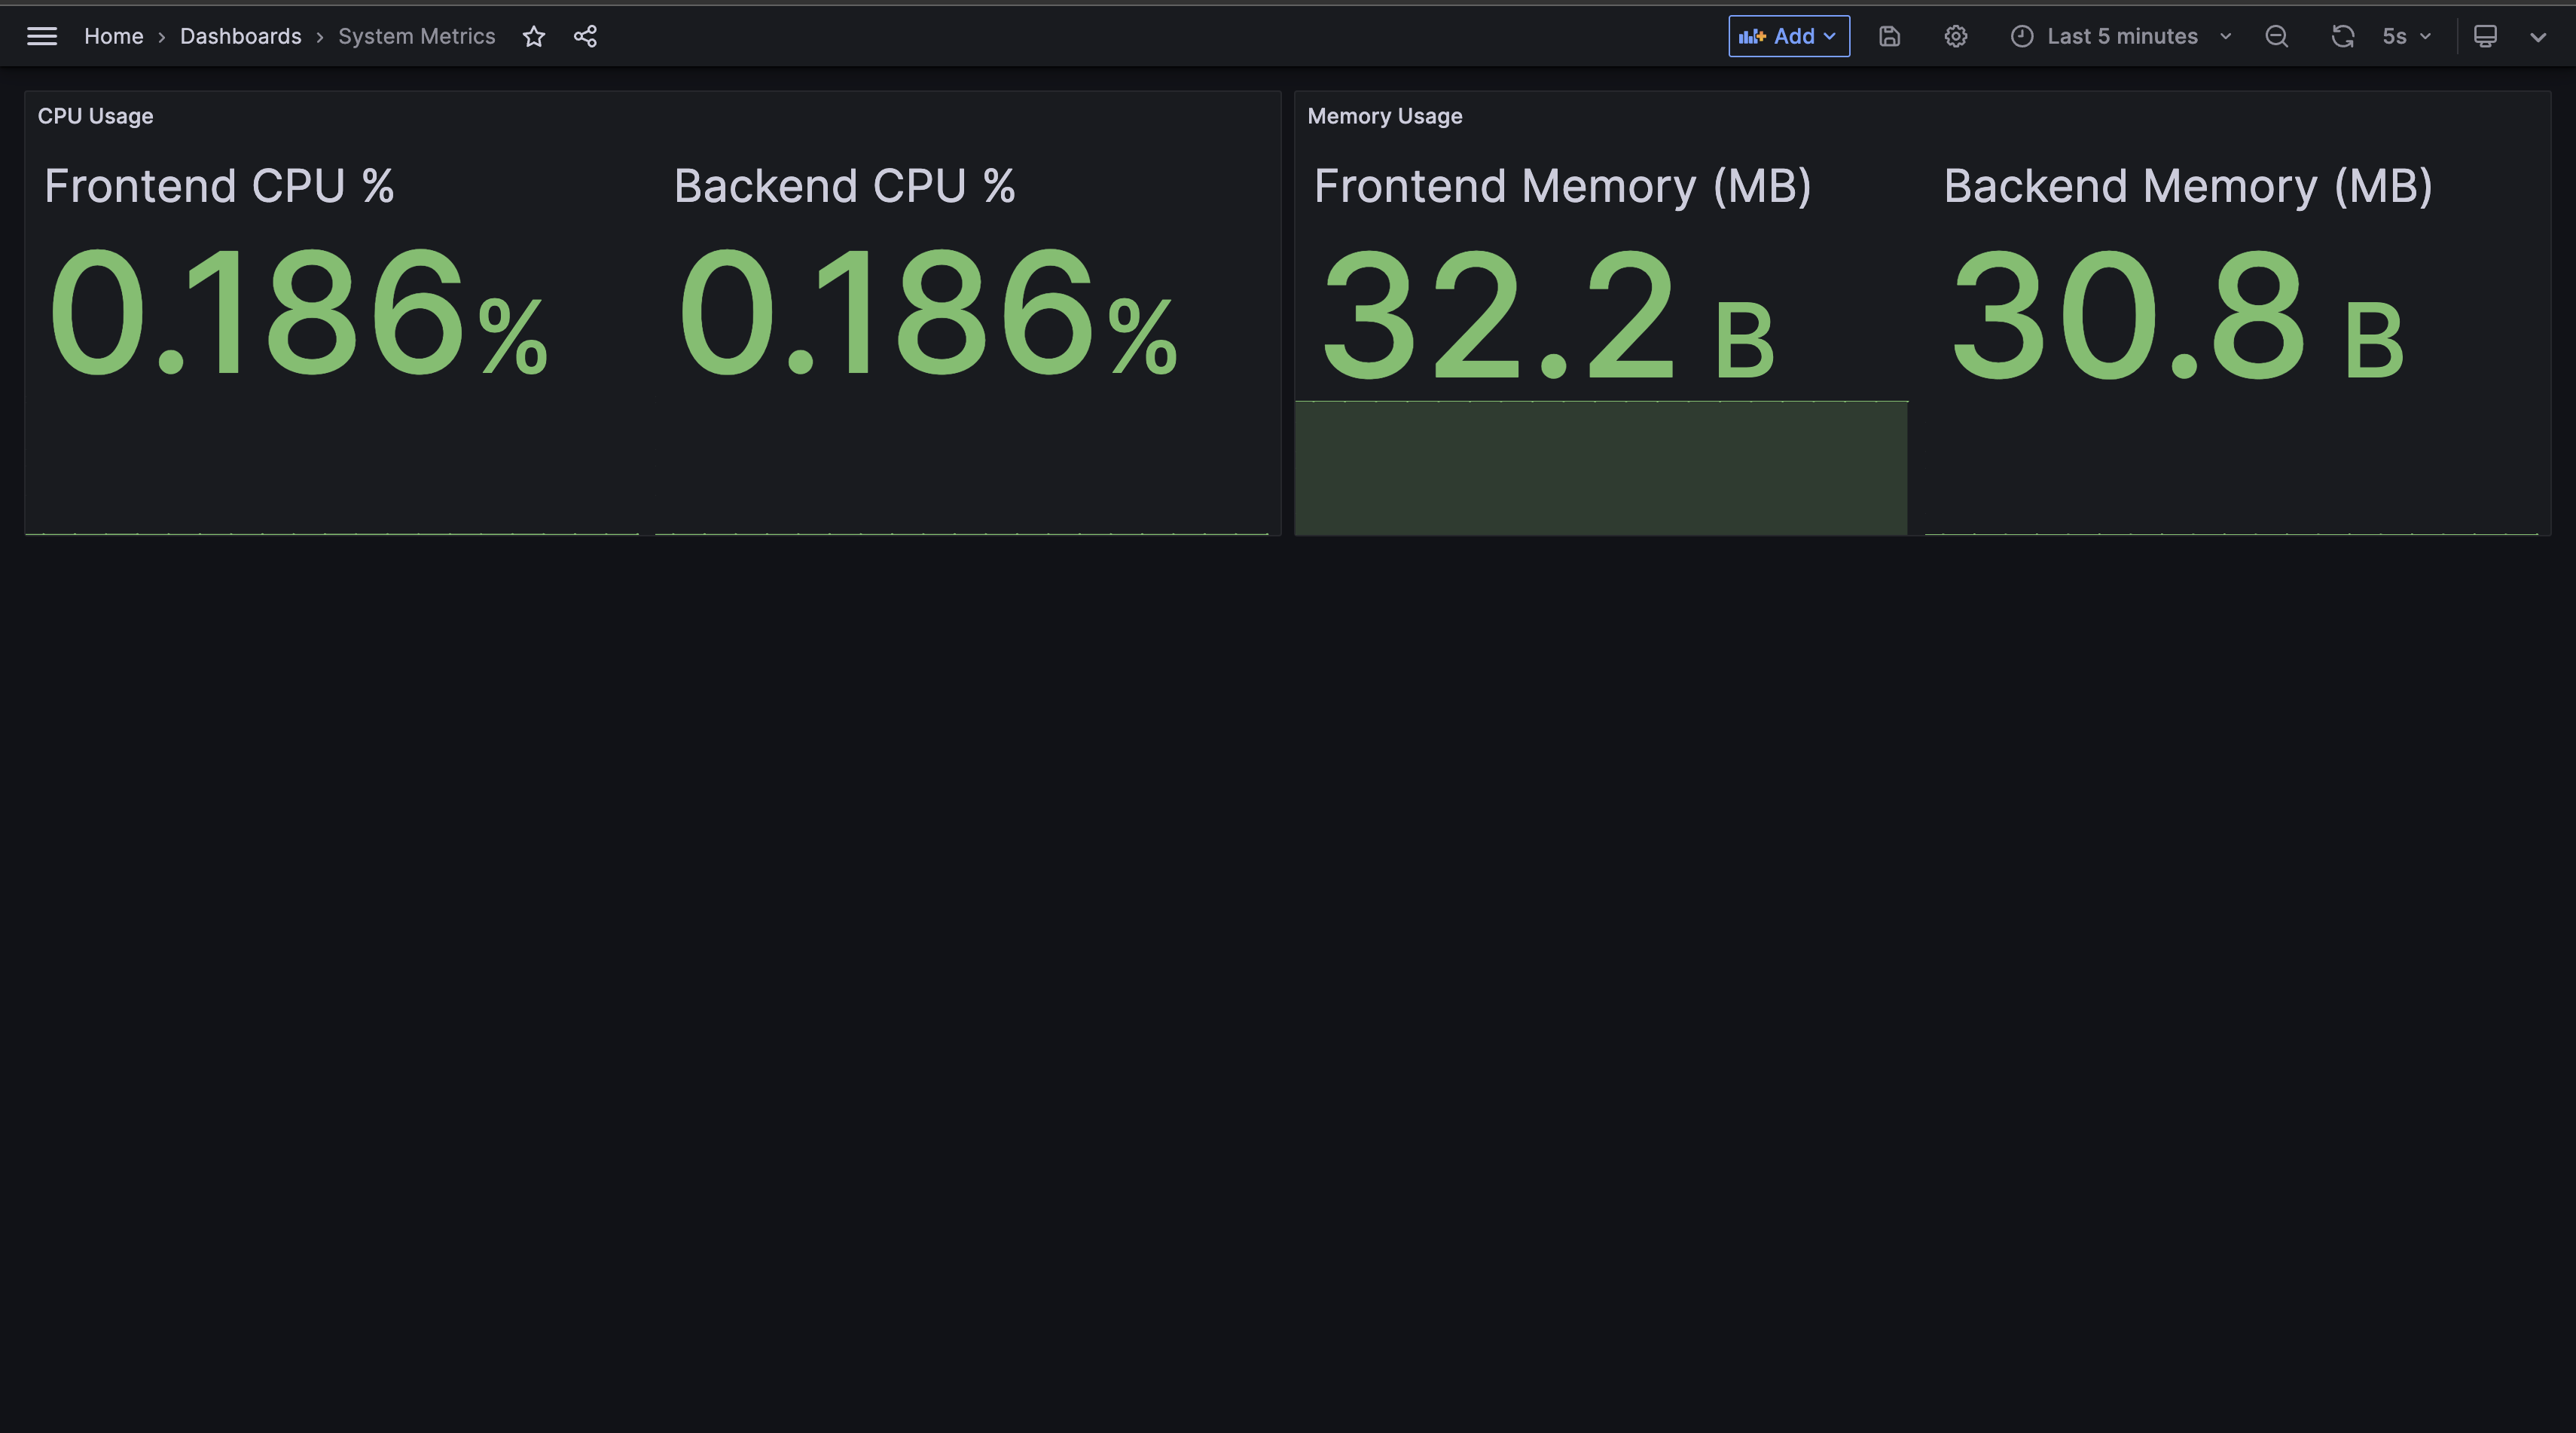 Home › Dashboards › System Metrics
Add
Last 5 minutes
5s
CPU Usage
Frontend CPU %
0.186%
Backend CPU %
0.186%
Memory Usage
Frontend Memory (MB)
32.2 B
Backend Memory (MB)
30.8 B